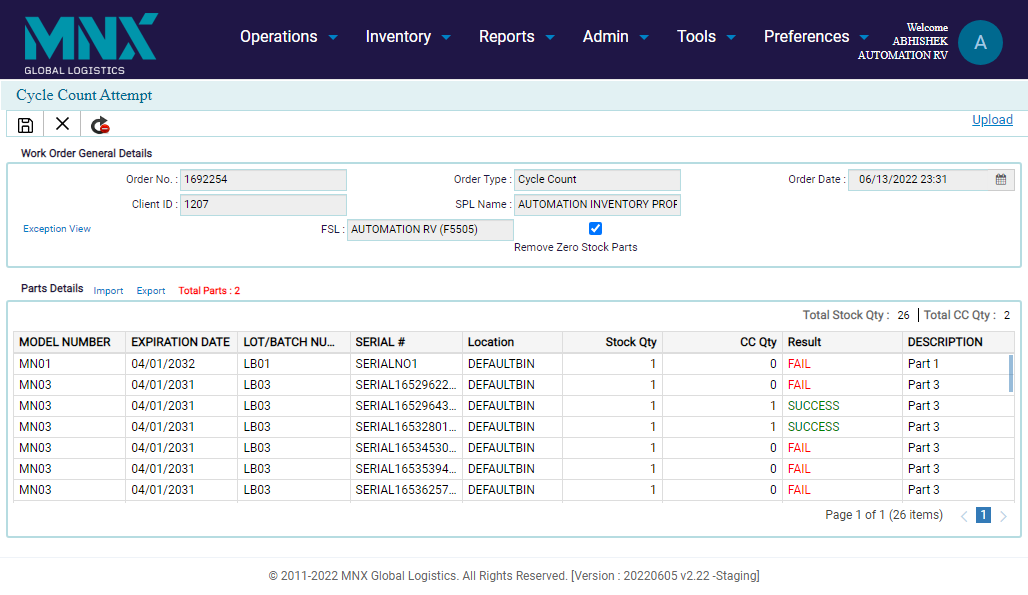 MNX
GLOBAL LOGISTICS
Operations Inventory Reports Admin Tools Preferences
Welcome
ABHISHEK
AUTOMATION RV
A
Cycle Count Attempt
Upload
Work Order General Details
Order No. : 1692254 Order Type : Cycle Count Order Date : 06/13/2022 23:31
Client ID : 1207 SPL Name : AUTOMATION INVENTORY PROF
Exception View FSL : AUTOMATION RV (F5505)
Remove Zero Stock Parts
Parts Details Import Export Total Parts : 2
Total Stock Qty : 26 Total CC Qty : 2
MODEL NUMBER EXPIRATION DATE LOT/BATCH NU... SERIAL # Location Stock Qty CC Qty Result DESCRIPTION
MN01 04/01/2032 LB01 SERIALNO1 DEFAULTBIN 1 0 FAIL Part 1
MN03 04/01/2031 LB03 SERIAL16529622... DEFAULTBIN 1 0 FAIL Part 3
MN03 04/01/2031 LB03 SERIAL16529643... DEFAULTBIN 1 1 SUCCESS Part 3
MN03 04/01/2031 LB03 SERIAL16532801... DEFAULTBIN 1 1 SUCCESS Part 3
MN03 04/01/2031 LB03 SERIAL16534530... DEFAULTBIN 1 0 FAIL Part 3
MN03 04/01/2031 LB03 SERIAL16535394... DEFAULTBIN 1 0 FAIL Part 3
MN03 04/01/2031 LB03 SERIAL16536257... DEFAULTBIN 1 0 FAIL Part 3
Page 1 of 1 (26 items) 1
© 2011-2022 MNX Global Logistics. All Rights Reserved. [Version : 20220605 v2.22 -Staging]